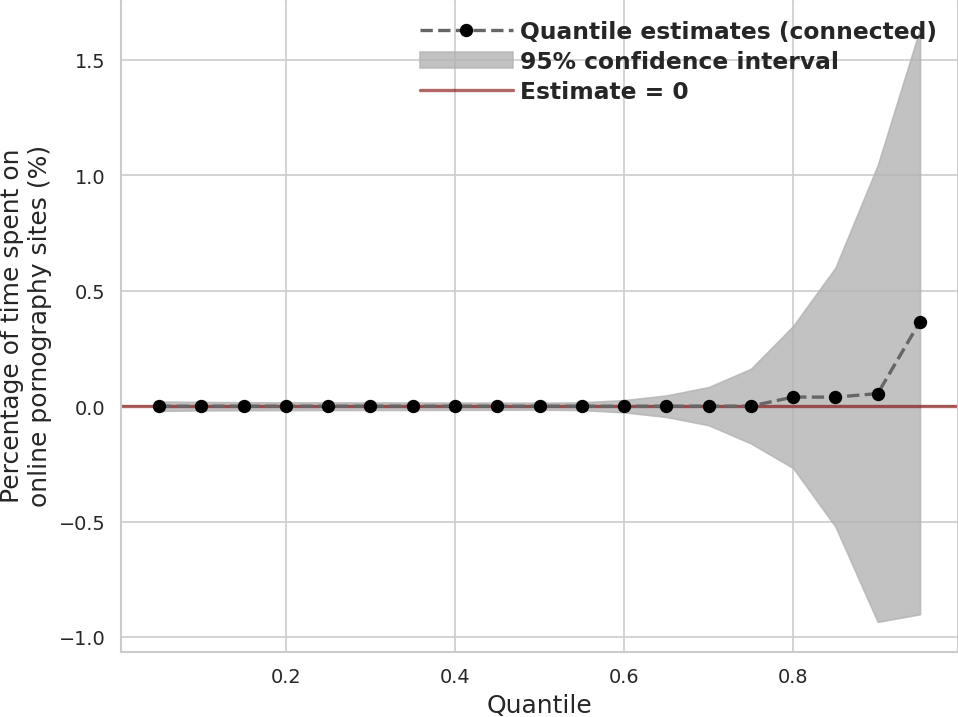 Quantile estimates (connected)
95% confidence interval
Estimate = 0
Percentage of time spent on
online pornography sites (%)
1.5
1.0
0.5
0.0
−0.5
−1.0
0.2
0.4
0.6
0.8
Quantile